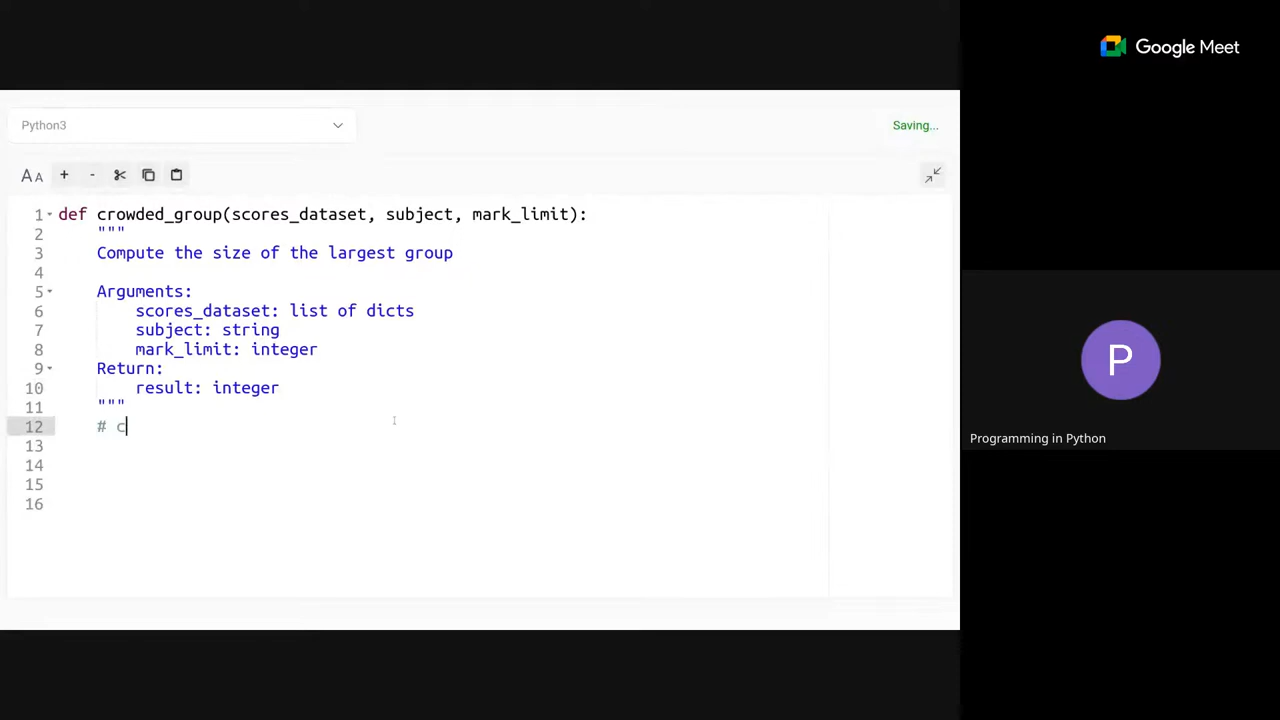 Google Meet
Python3
Saving...
AA + -
1 def crowded_group(scores_dataset, subject, mark_limit):
2 """
3 Compute the size of the largest group
4
5 Arguments:
6 scores_dataset: list of dicts
7 subject: string
8 mark_limit: integer
9 Return:
10 result: integer
11 """
12 # c
13
14
15
16
P
Programming in Python